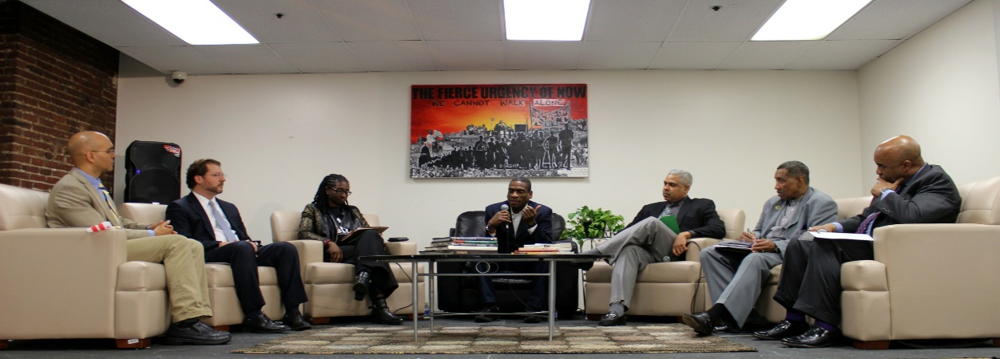 THE FIERCE URGENCY OF NOW
WE CANNOT WALK ALONE